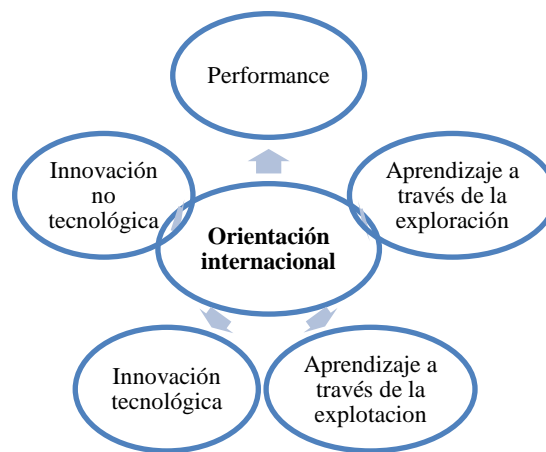 Performance
Innovación
no
tecnológica
Aprendizaje a
través de la
exploración
Orientación
internacional
Innovación
tecnológica
Aprendizaje a
través de la
explotacion